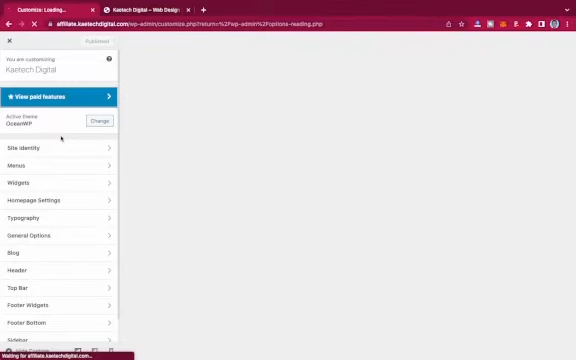 Customize: Loading...
Kaetech Digital – Web Design
affiliate.kaetechdigital.com/wp-admin/customize.php?return=%2Fwp-admin%2Foptions-reading.php
Published
You are customizing
Kaetech Digital
View paid features
Active theme
OceanWP
Change
Site Identity
Menus
Widgets
Homepage Settings
Typography
General Options
Blog
Header
Top Bar
Footer Widgets
Footer Bottom
Sidebar
Hide Controls
Waiting for affiliate.kaetechdigital.com...